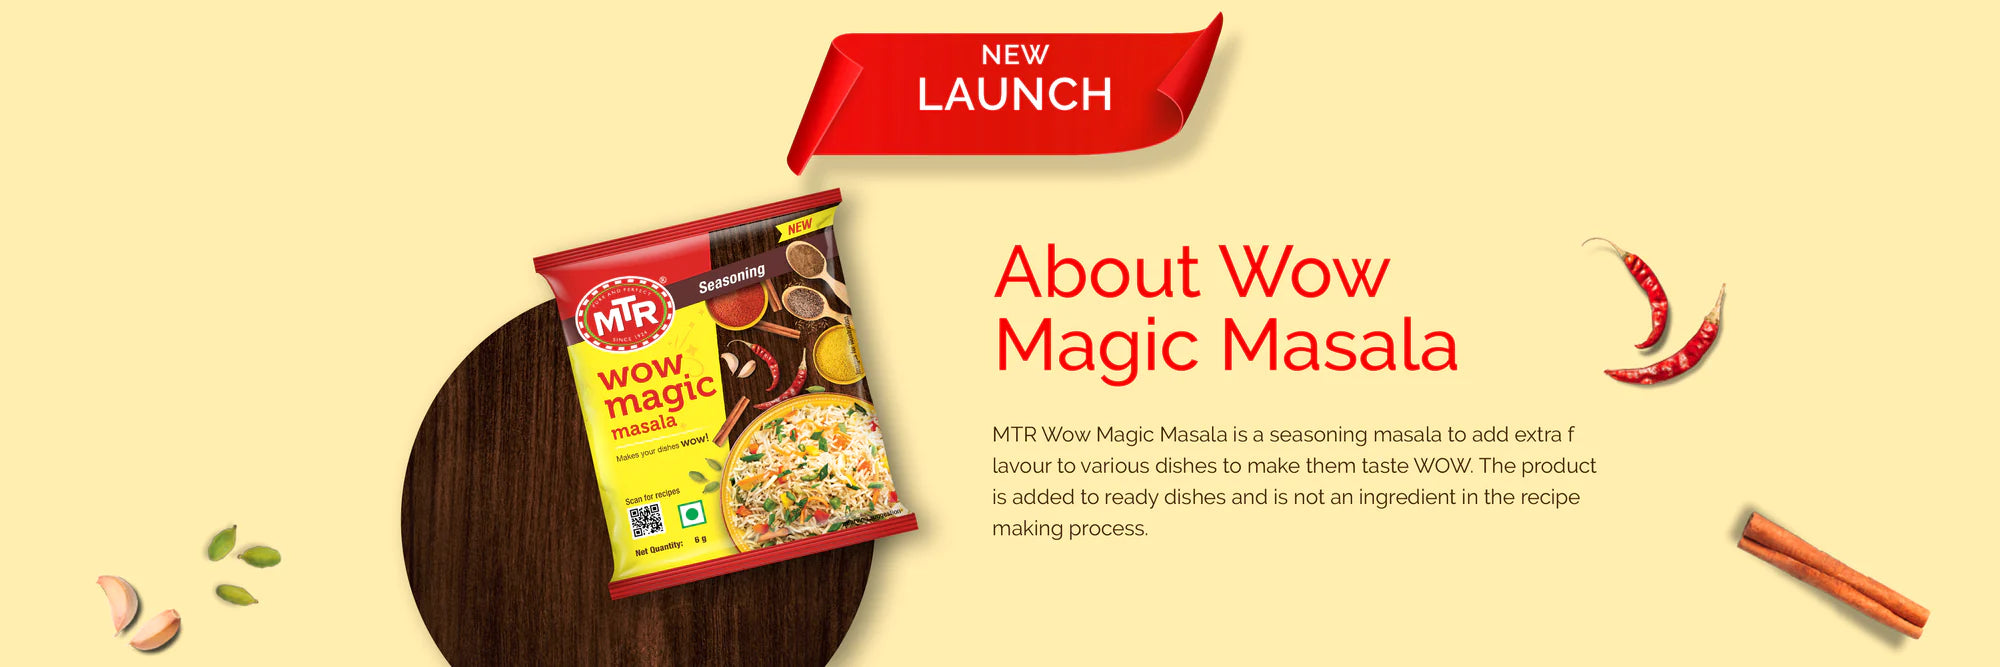 NEW
LAUNCH
NEW
Seasoning
PURE AND PERFECT
MTR
®
SINCE 1924
wow
magic
masala
Makes your dishes WOW!
Scan for recipes
Net Quantity: 6 g
About Wow
Magic Masala
MTR Wow Magic Masala is a seasoning masala to add extra f
lavour to various dishes to make them taste WOW. The product
is added to ready dishes and is not an ingredient in the recipe
making process.